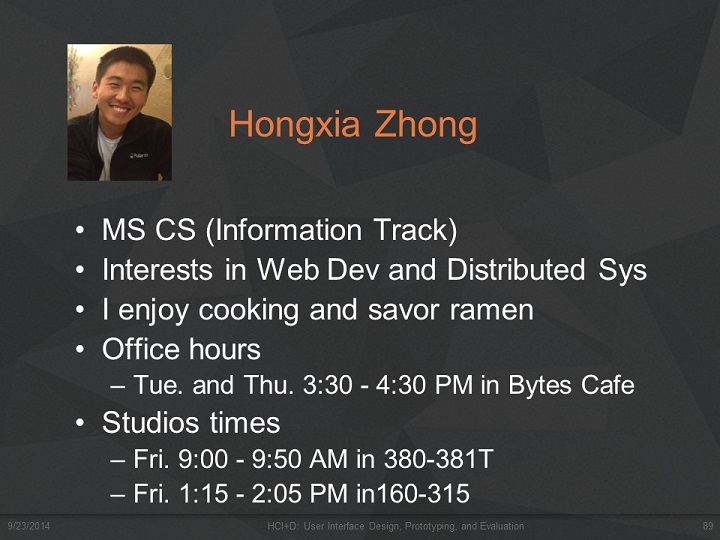 Hongxia Zhong
• MS CS (Information Track)
• Interests in Web Dev and Distributed Sys
• I enjoy cooking and savor ramen
• Office hours
– Tue. and Thu. 3:30 - 4:30 PM in Bytes Cafe
• Studios times
– Fri. 9:00 - 9:50 AM in 380-381T
– Fri. 1:15 - 2:05 PM in160-315
9/23/2014
HCI+D: User Interface Design, Prototyping, and Evaluation
89